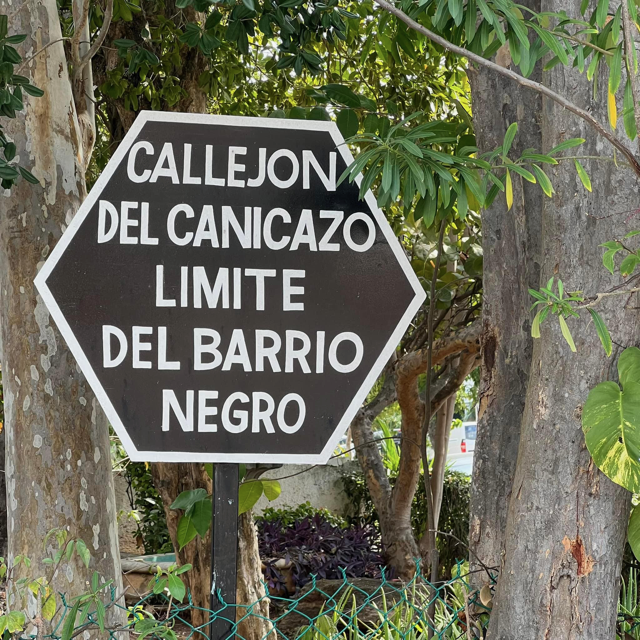 CALLEJON
DEL CANICAZO
LIMITE
DEL BARRIO
NEGRO